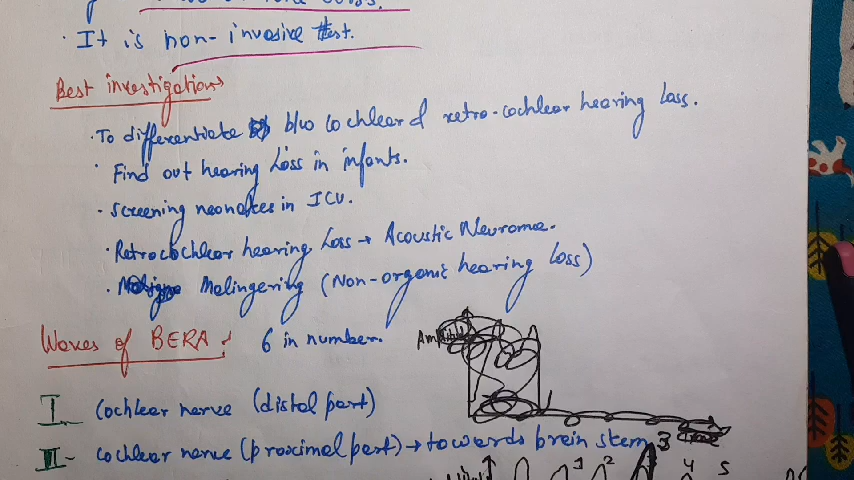 · It is non-invasive test.
Best investigation
· To differentiate b/w cochlear & retro-cochlear hearing loss.
· Find out hearing Loss in infants.
- Screening neonates in ICU.
· Retrocochlear hearing Loss → Acoustic Neuroma.
· Malingering (Non-organic hearing loss)
Waves of BERA :- 6 in number.
I. cochlear nerve (distal part)
II- cochlear nerve (proximal part) → towards brain stem
1 2 3 4 5